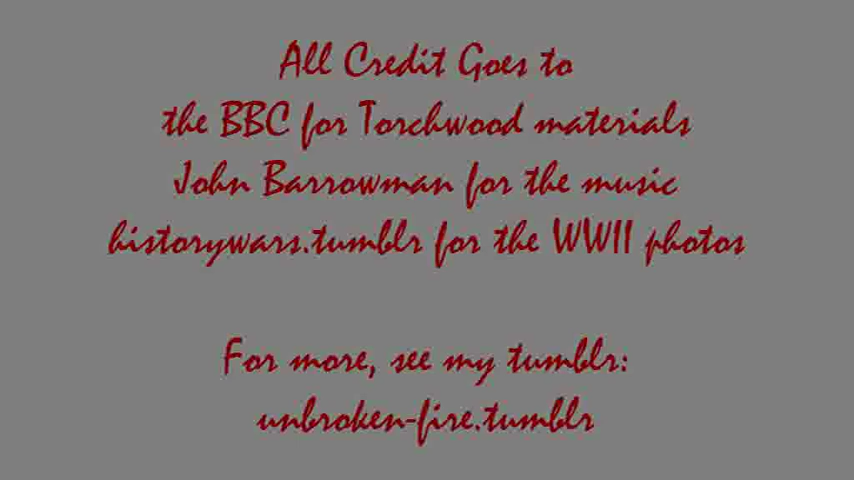 All Credit Goes to
the BBC for Torchwood materials
John Barrowman for the music
historywars.tumblr for the WWII photos
For more, see my tumblr:
unbroken-fire.tumblr